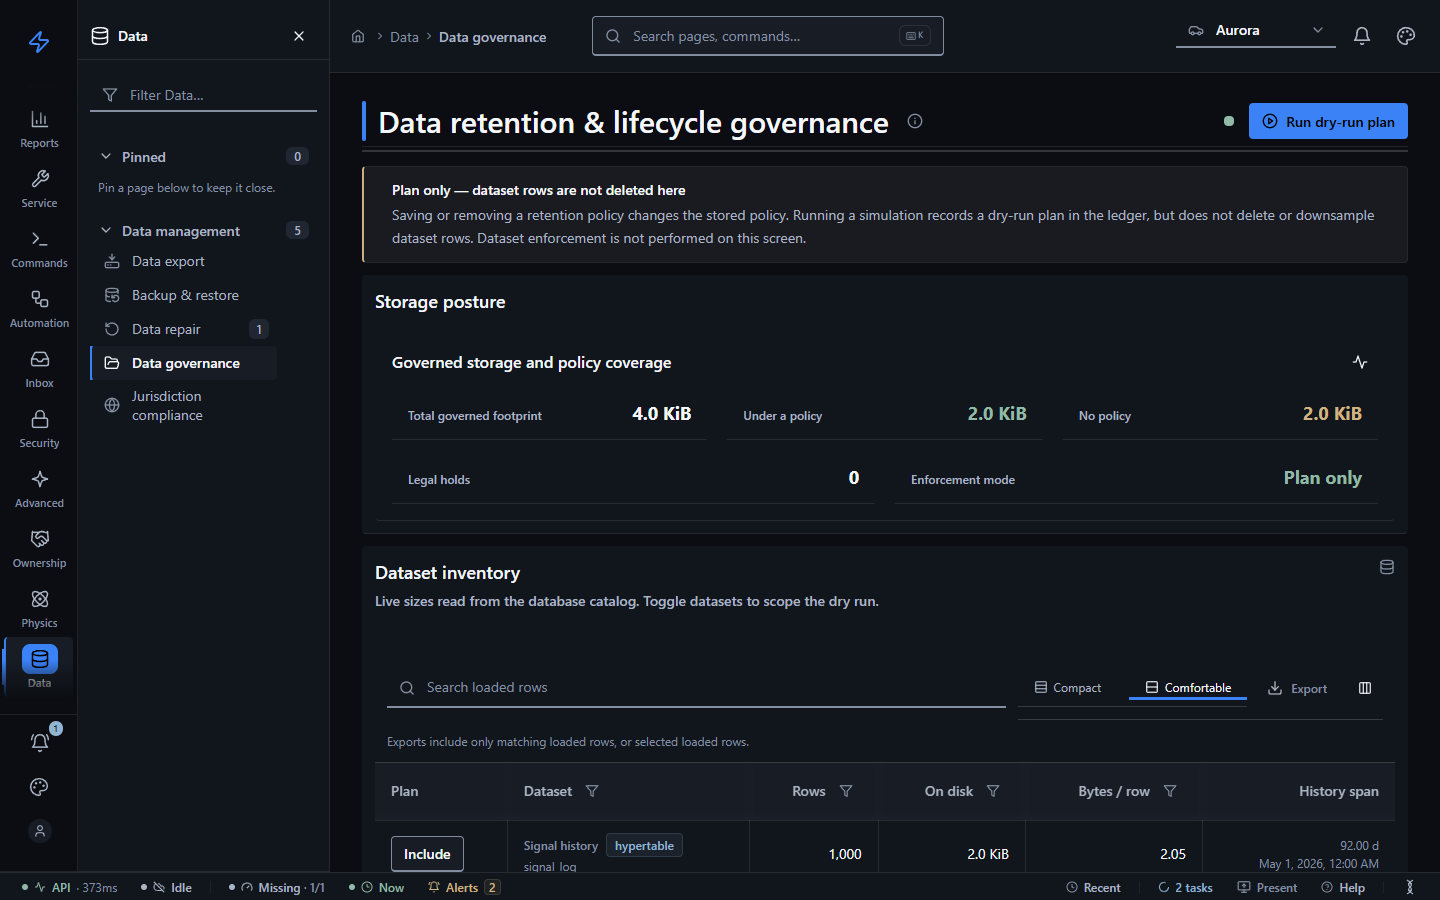 Data
Data
Data governance
Search pages, commands...
K
Aurora
Filter Data...
Reports
Service
Commands
Automation
Inbox
Security
Advanced
Ownership
Physics
Data
1
Pinned
0
Pin a page below to keep it close.
Data management
5
Data export
Backup & restore
Data repair
1
Data governance
Jurisdiction
compliance
Data retention & lifecycle governance
Run dry-run plan
Plan only — dataset rows are not deleted here
Saving or removing a retention policy changes the stored policy. Running a simulation records a dry-run plan in the ledger, but does not delete or downsample
dataset rows. Dataset enforcement is not performed on this screen.
Storage posture
Governed storage and policy coverage
Total governed footprint 4.0 KiB
Under a policy 2.0 KiB
No policy 2.0 KiB
Legal holds 0
Enforcement mode Plan only
Dataset inventory
Live sizes read from the database catalog. Toggle datasets to scope the dry run.
Search loaded rows
Compact
Comfortable
Export
Exports include only matching loaded rows, or selected loaded rows.
Plan Dataset Rows On disk Bytes / row History span
Include
Signal history hypertable
signal_log
1,000
2.0 KiB
2.05
92.00 d
May 1, 2026, 12:00 AM
API · 373ms
Idle
Missing · 1/1
Now
Alerts 2
Recent
2 tasks
Present
Help